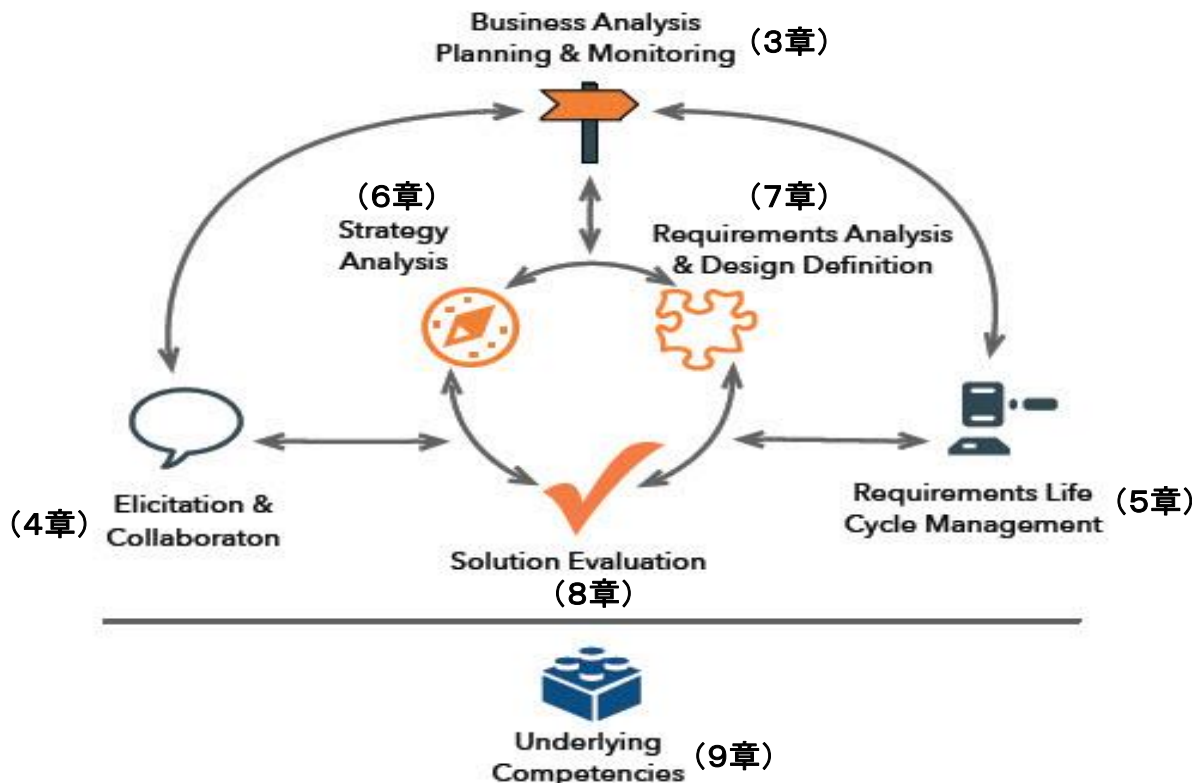 Business Analysis
Planning & Monitoring
（3章）
（6章）
Strategy
Analysis
（7章）
Requirements Analysis
& Design Definition
（4章）
Elicitation &
Collaboraton
Requirements Life
Cycle Management
（5章）
Solution Evaluation
（8章）
Underlying
Competencies
（9章）